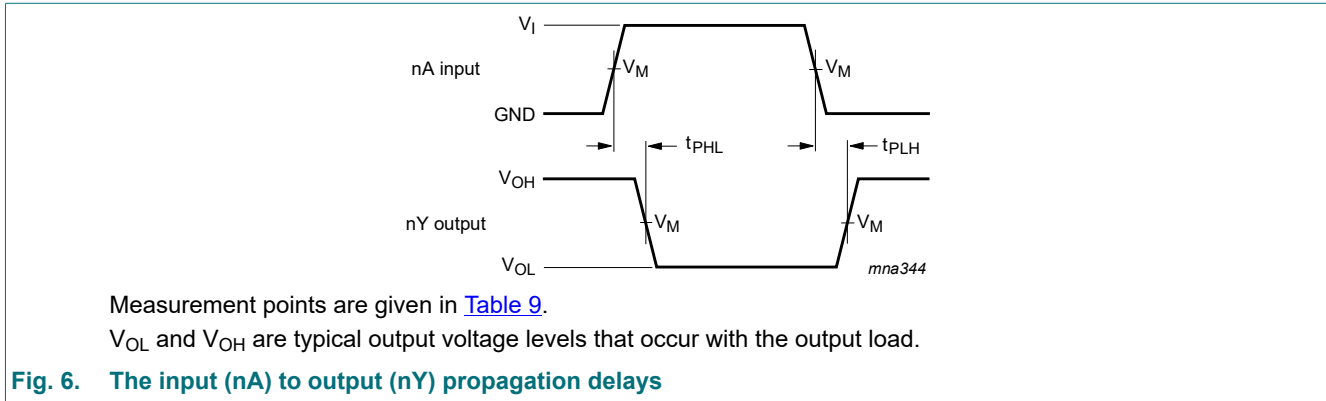 V_I
nA input
V_M
V_M
GND
t_PHL
t_PLH
V_OH
nY output
V_M
V_M
V_OL
mna344
Measurement points are given in Table 9.
V_OL and V_OH are typical output voltage levels that occur with the output load.
Fig. 6. The input (nA) to output (nY) propagation delays